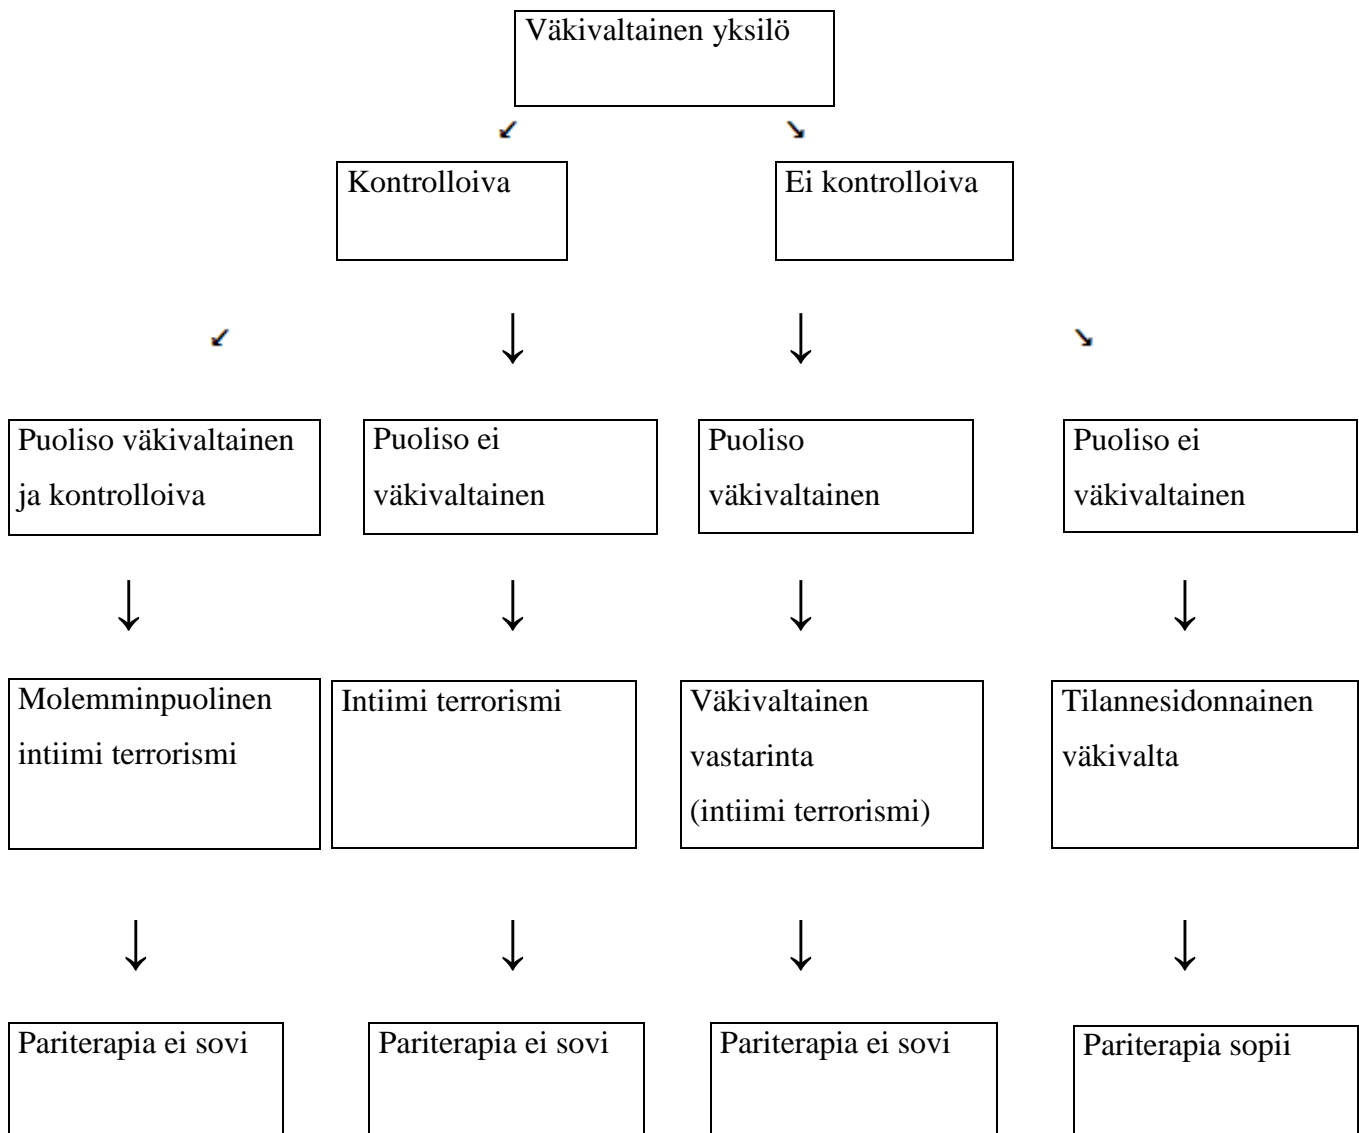 Väkivaltainen yksilö
Kontrolloiva
Ei kontrolloiva
Puoliso väkivaltainen
ja kontrolloiva
Puoliso ei
väkivaltainen
Puoliso
väkivaltainen
Puoliso ei
väkivaltainen
Molemminpuolinen
intiimi terrorismi
Intiimi terrorismi
Väkivaltainen
vastarinta
(intiimi terrorismi)
Tilannesidonnainen
väkivalta
Pariterapia ei sovi
Pariterapia ei sovi
Pariterapia ei sovi
Pariterapia sopii